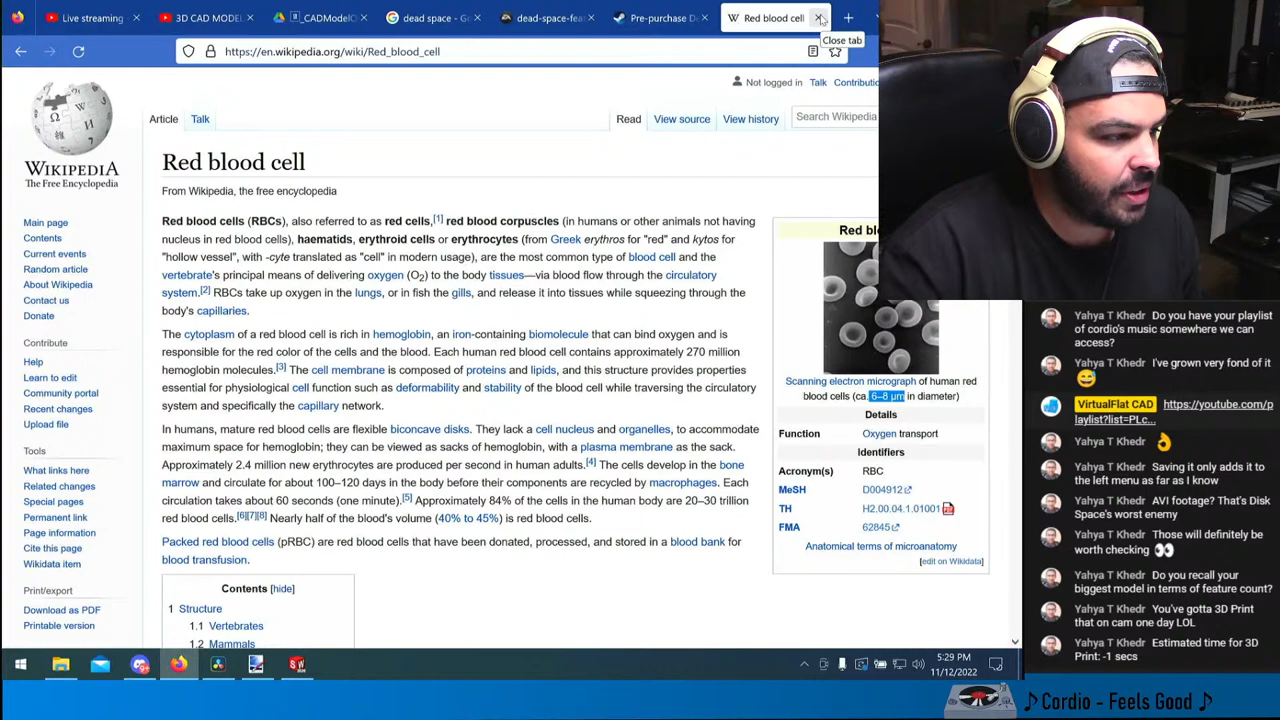 Live streaming
3D CAD MODEL
_CADModelC
dead space - Go
dead-space-fea
Pre-purchase D
Red blood cell
Close tab
https://en.wikipedia.org/wiki/Red_blood_cell
Not logged in Talk Contributio
Article Talk Read View source View history Search Wikipedia
WIKIPEDIA
The Free Encyclopedia
Main page
Contents
Current events
Random article
About Wikipedia
Contact us
Donate
Contribute
Help
Learn to edit
Community portal
Recent changes
Upload file
Tools
What links here
Related changes
Special pages
Permanent link
Page information
Cite this page
Wikidata item
Print/export
Download as PDF
Printable version
Red blood cell
From Wikipedia, the free encyclopedia
Red blood cells (RBCs), also referred to as red cells,[1] red blood corpuscles (in humans or other animals not having
nucleus in red blood cells), haematids, erythroid cells or erythrocytes (from Greek erythros for "red" and kytos for
"hollow vessel", with -cyte translated as "cell" in modern usage), are the most common type of blood cell and the
vertebrate's principal means of delivering oxygen (O2) to the body tissues—via blood flow through the circulatory
system.[2] RBCs take up oxygen in the lungs, or in fish the gills, and release it into tissues while squeezing through the
body's capillaries.
The cytoplasm of a red blood cell is rich in hemoglobin, an iron-containing biomolecule that can bind oxygen and is
responsible for the red color of the cells and the blood. Each human red blood cell contains approximately 270 million
hemoglobin molecules.[3] The cell membrane is composed of proteins and lipids, and this structure provides properties
essential for physiological cell function such as deformability and stability of the blood cell while traversing the circulatory
system and specifically the capillary network.
In humans, mature red blood cells are flexible biconcave disks. They lack a cell nucleus and organelles, to accommodate
maximum space for hemoglobin; they can be viewed as sacks of hemoglobin, with a plasma membrane as the sack.
Approximately 2.4 million new erythrocytes are produced per second in human adults.[4] The cells develop in the bone
marrow and circulate for about 100–120 days in the body before their components are recycled by macrophages. Each
circulation takes about 60 seconds (one minute).[5] Approximately 84% of the cells in the human body are 20–30 trillion
red blood cells.[6][7][8] Nearly half of the blood's volume (40% to 45%) is red blood cells.
Packed red blood cells (pRBC) are red blood cells that have been donated, processed, and stored in a blood bank for
blood transfusion.
Contents [hide]
1 Structure
1.1 Vertebrates
1.2 Mammals
Red blo
Scanning electron micrograph of human red
blood cells (ca. 6–8 μm in diameter)
Details
Function Oxygen transport
Identifiers
Acronym(s) RBC
MeSH D004912
TH H2.00.04.1.01001
FMA 62845
Anatomical terms of microanatomy
[edit on Wikidata]
Yahya T Khedr Do you have your playlist
of cordio's music somewhere we can
access?
Yahya T Khedr I've grown very fond of it
😅
VirtualFlat CAD https://youtube.com/p
laylist?list=PLc...
Yahya T Khedr 👌
Yahya T Khedr Saving it only adds it to
the left menu as far as I know
Yahya T Khedr AVI footage? That's Disk
Space's worst enemy
Yahya T Khedr Those will definitely be
worth checking 👀
Yahya T Khedr Do you recall your
biggest model in terms of feature count?
Yahya T Khedr You've gotta 3D Print
that on cam one day LOL
Yahya T Khedr Estimated time for 3D
Print: -1 secs
5:29 PM
11/12/2022
♪ Cordio - Feels Good ♪